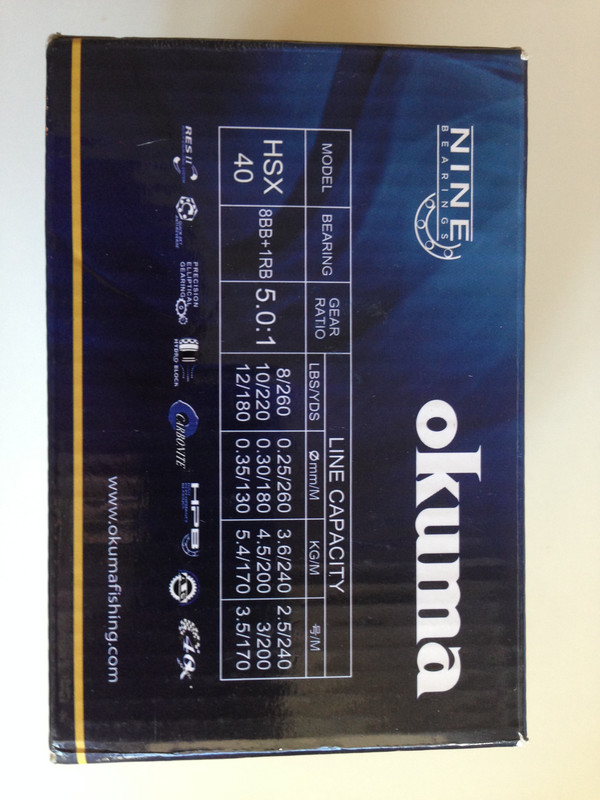 NINE
BEARINGS
okuma
MODEL BEARING GEAR RATIO LINE CAPACITY
LBS/YDS Ømm/M KG/M 号/M
HSX 40 8BB+1RB 5.0:1
8/260 0.25/260 3.6/240 2.5/240
10/220 0.30/180 4.5/200 3/200
12/180 0.35/130 5.4/170 3.5/170
RES II
PRECISION
ELLIPTICAL
GEARING
HYDRO BLOCK
CARBONITE
HPB
40x
www.okumafishing.com